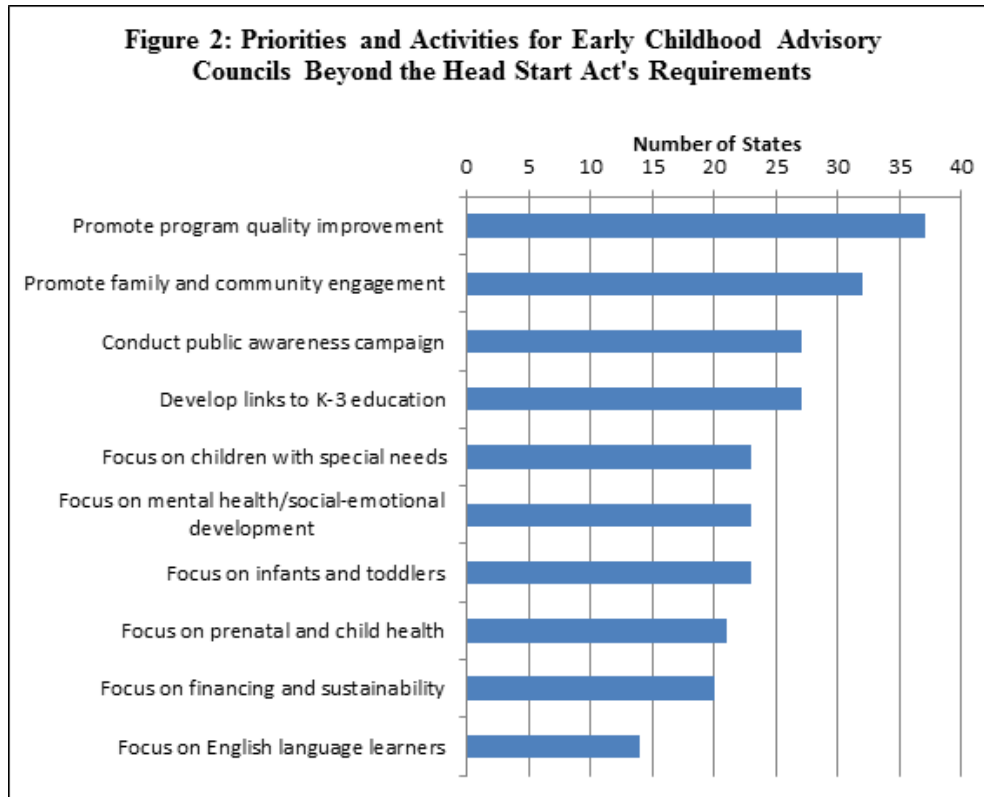 Figure 2: Priorities and Activities for Early Childhood Advisory
Councils Beyond the Head Start Act's Requirements
Number of States
0 5 10 15 20 25 30 35 40
Promote program quality improvement
Promote family and community engagement
Conduct public awareness campaign
Develop links to K-3 education
Focus on children with special needs
Focus on mental health/social-emotional
development
Focus on infants and toddlers
Focus on prenatal and child health
Focus on financing and sustainability
Focus on English language learners